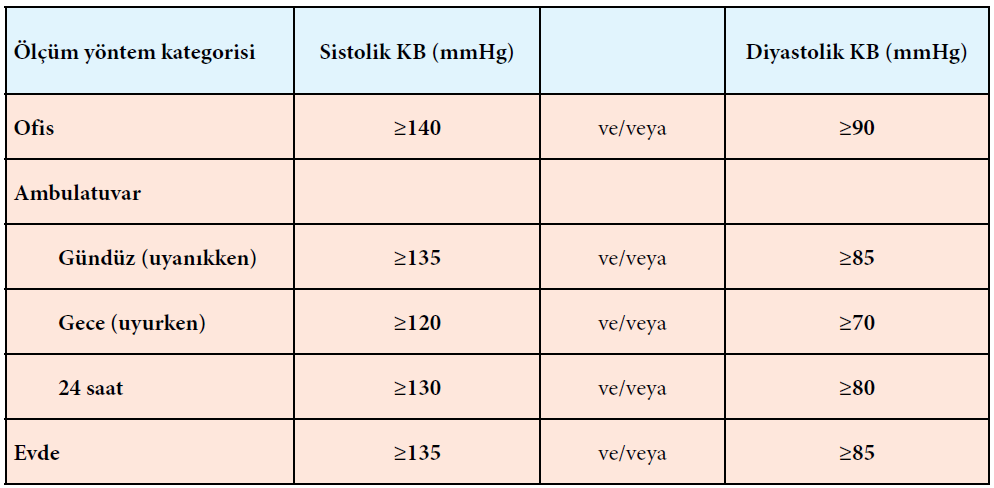 Ölçüm yöntem kategorisi Sistolik KB (mmHg) Diyastolik KB (mmHg)
Ofis ≥140 ve/veya ≥90
Ambulatuvar
Gündüz (uyanıkken) ≥135 ve/veya ≥85
Gece (uyurken) ≥120 ve/veya ≥70
24 saat ≥130 ve/veya ≥80
Evde ≥135 ve/veya ≥85